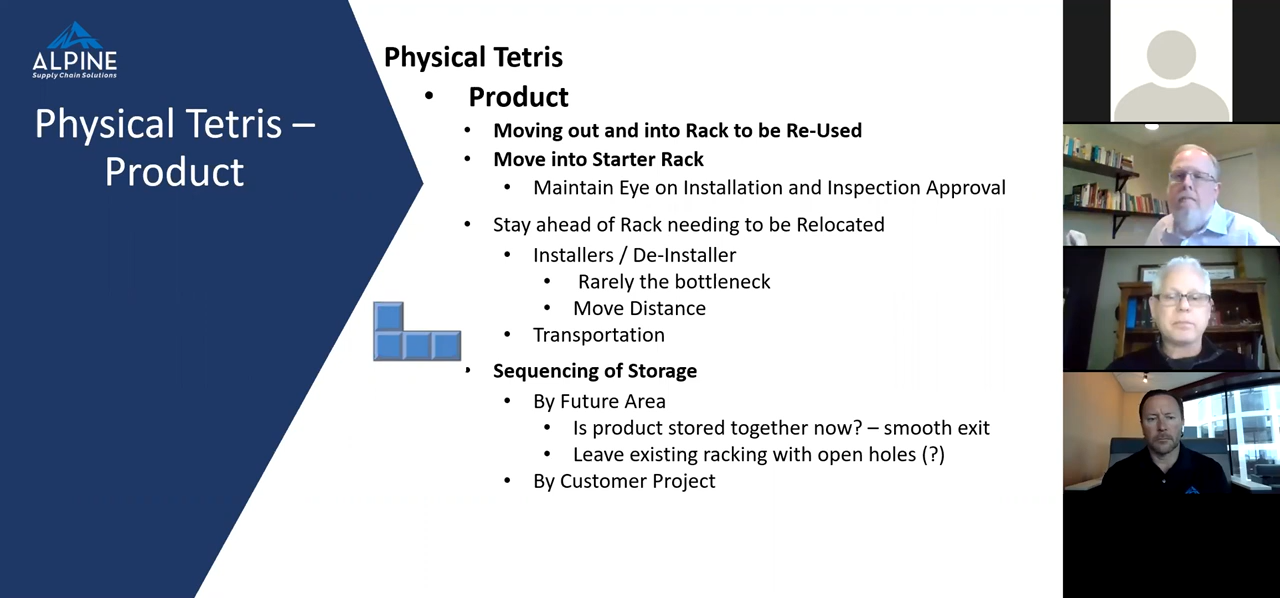 ALPINE
Supply Chain Solutions
Physical Tetris –
Product
Physical Tetris
• Product
• Moving out and into Rack to be Re-Used
• Move into Starter Rack
• Maintain Eye on Installation and Inspection Approval
• Stay ahead of Rack needing to be Relocated
• Installers / De-Installer
• Rarely the bottleneck
• Move Distance
• Transportation
• Sequencing of Storage
• By Future Area
• Is product stored together now? – smooth exit
• Leave existing racking with open holes (?)
• By Customer Project